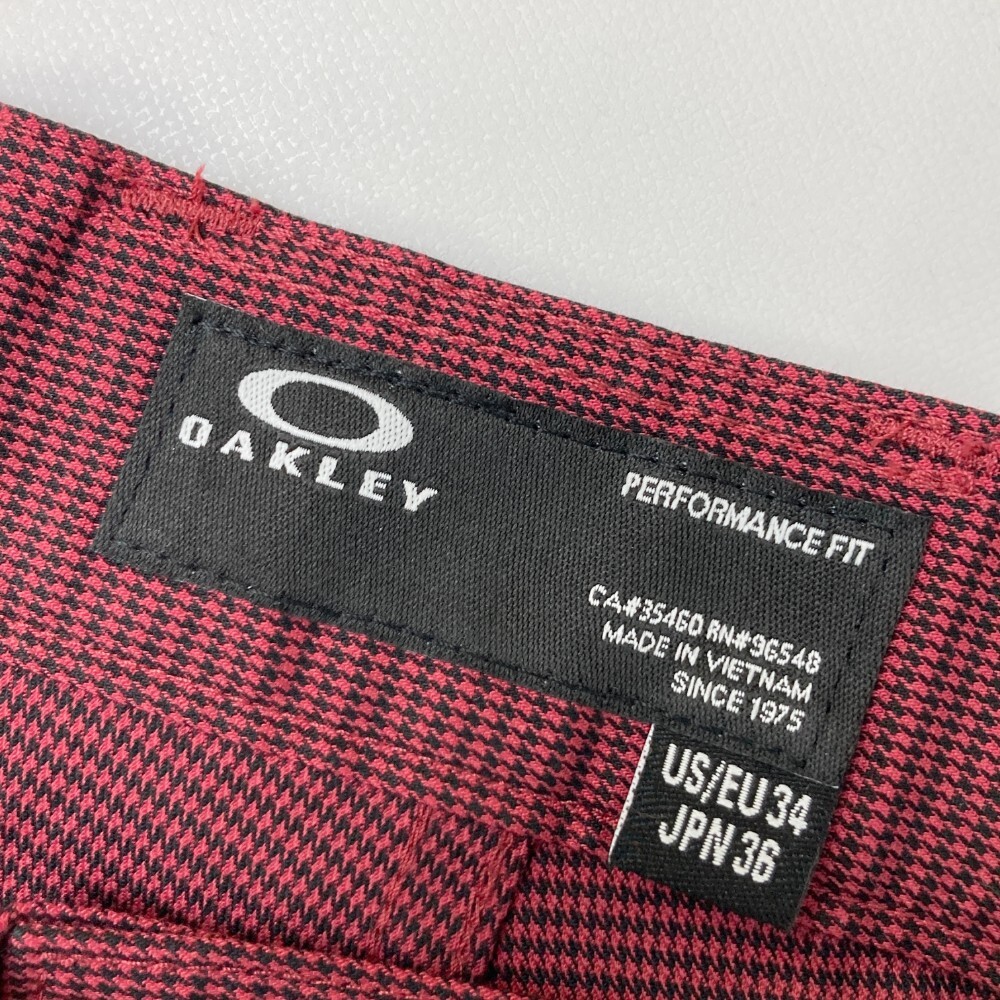 OAKLEY
PERFORMANCE FIT
CA#35460 RN#96548
MADE IN VIETNAM
SINCE 1975
US/EU 34
JPN 36